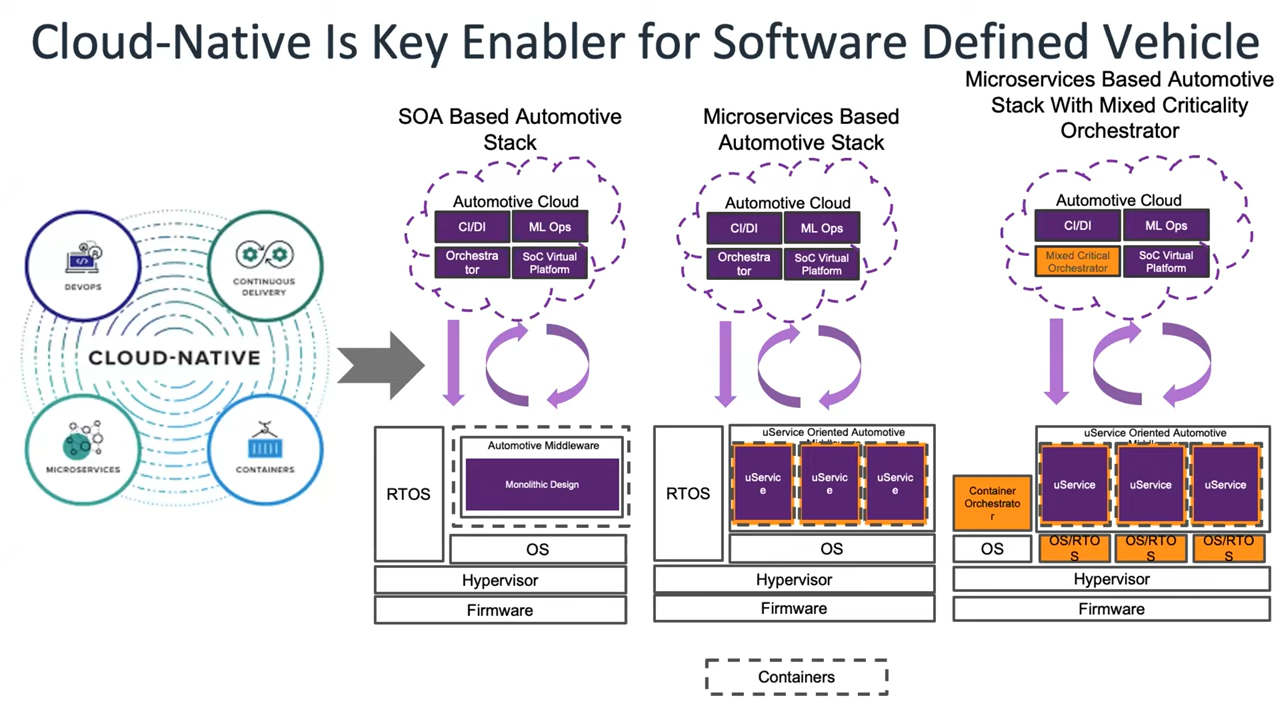 Cloud-Native Is Key Enabler for Software Defined Vehicle
DEVOPS
CONTINUOUS
DELIVERY
CLOUD-NATIVE
MICROSERVICES
CONTAINERS
SOA Based Automotive
Stack
Automotive Cloud
CI/DI
ML Ops
Orchestra
tor
SoC Virtual
Platform
RTOS
Automotive Middleware
Monolithic Design
OS
Hypervisor
Firmware
Microservices Based
Automotive Stack
Automotive Cloud
CI/DI
ML Ops
Orchestra
tor
SoC Virtual
Platform
RTOS
uService Oriented Automotive
uServic
e
uServic
e
uServic
e
OS
Hypervisor
Firmware
Microservices Based Automotive
Stack With Mixed Criticality
Orchestrator
Automotive Cloud
CI/DI
ML Ops
Mixed Critical
Orchestrator
SoC Virtual
Platform
uService Oriented Automotive
Container
Orchestrato
r
uService
uService
uService
OS
OS/RTO
S
OS/RTO
S
OS/RTO
S
Hypervisor
Firmware
Containers